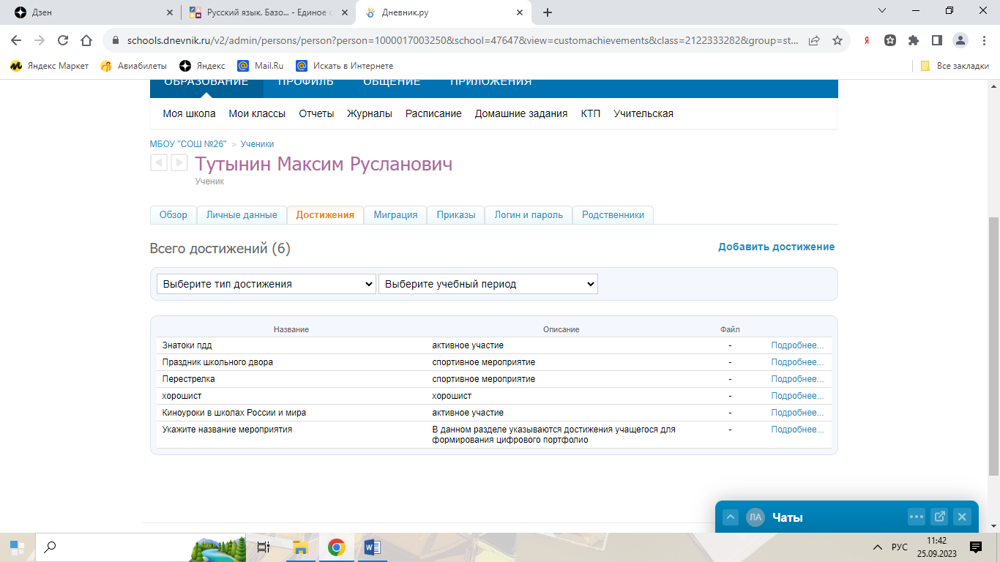 Дзен
Русский язык. Базо... - Единое с
Дневник.ру
schools.dnevnik.ru/v2/admin/persons/person?person=1000017003250&school=47647&view=customachievements&class=2122333282&group=st...
Яндекс Маркет
Авиабилеты
Яндекс
Mail.Ru
Искать в Интернете
Все закладки
ОБРАЗОВАНИЕ ПРОФИЛЬ ОБЩЕНИЕ ПРИЛОЖЕНИЯ
Моя школа Мои классы Отчеты Журналы Расписание Домашние задания КТП Учительская
МБОУ "СОШ №26" > Ученики
Тутынин Максим Русланович
Ученик
Обзор Личные данные Достижения Миграция Приказы Логин и пароль Родственники
Всего достижений (6)
Добавить достижение
Выберите тип достижения Выберите учебный период
Название Описание Файл
Знатоки пдд активное участие - Подробнее...
Праздник школьного двора спортивное мероприятие - Подробнее...
Перестрелка спортивное мероприятие - Подробнее...
хорошист хорошист - Подробнее...
Киноуроки в школах России и мира активное участие - Подробнее...
Укажите название мероприятия В данном разделе указываются достижения учащегося для - Подробнее...
формирования цифрового портфолио
ЛА Чаты
РУС
11:42
25.09.2023